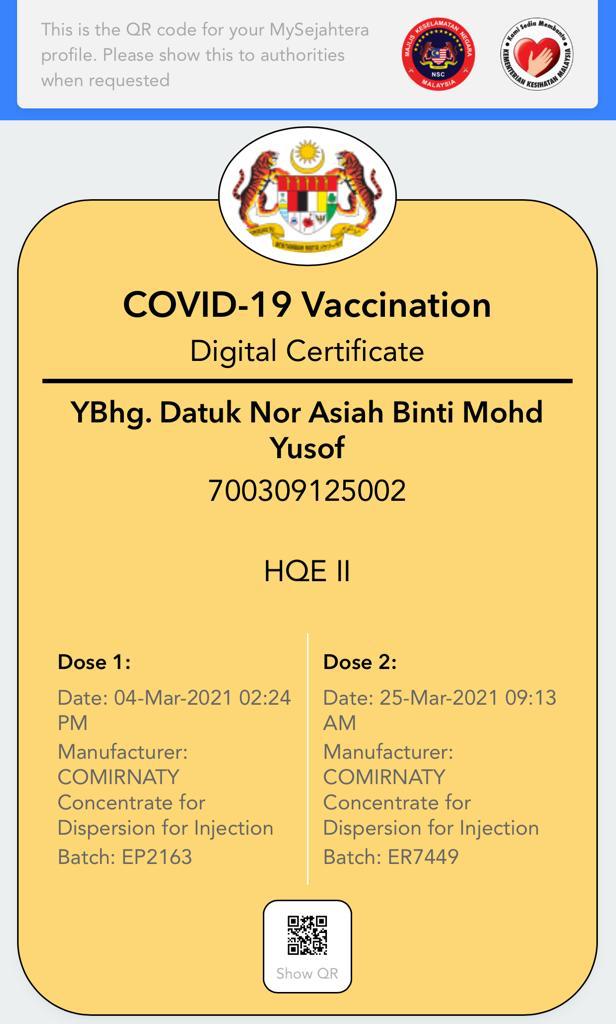 This is the QR code for your MySejahtera
profile. Please show this to authorities
when requested
MAJLIS KESELAMATAN NEGARA
NSC
MALAYSIA
Kami Sedia Membantu
KEMENTERIAN KESIHATAN MALAYSIA
COVID-19 Vaccination
Digital Certificate
YBhg. Datuk Nor Asiah Binti Mohd
Yusof
700309125002
HQE II
Dose 1:
Date: 04-Mar-2021 02:24
PM
Manufacturer:
COMIRNATY
Concentrate for
Dispersion for Injection
Batch: EP2163
Dose 2:
Date: 25-Mar-2021 09:13
AM
Manufacturer:
COMIRNATY
Concentrate for
Dispersion for Injection
Batch: ER7449
Show QR